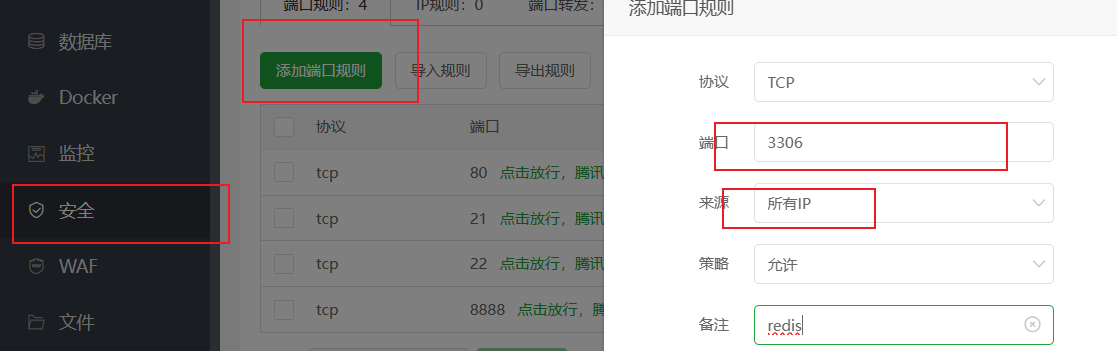 数据库
Docker
监控
安全
WAF
文件
端口规则：4 IP规则：0 端口转发：
添加端口规则 导入规则 导出规则
协议 端口
tcp 80 点击放行，腾讯
tcp 21 点击放行，腾讯
tcp 22 点击放行，腾讯
tcp 8888 点击放行，腾
添加端口规则
协议 TCP
端口 3306
来源 所有IP
策略 允许
备注 redis